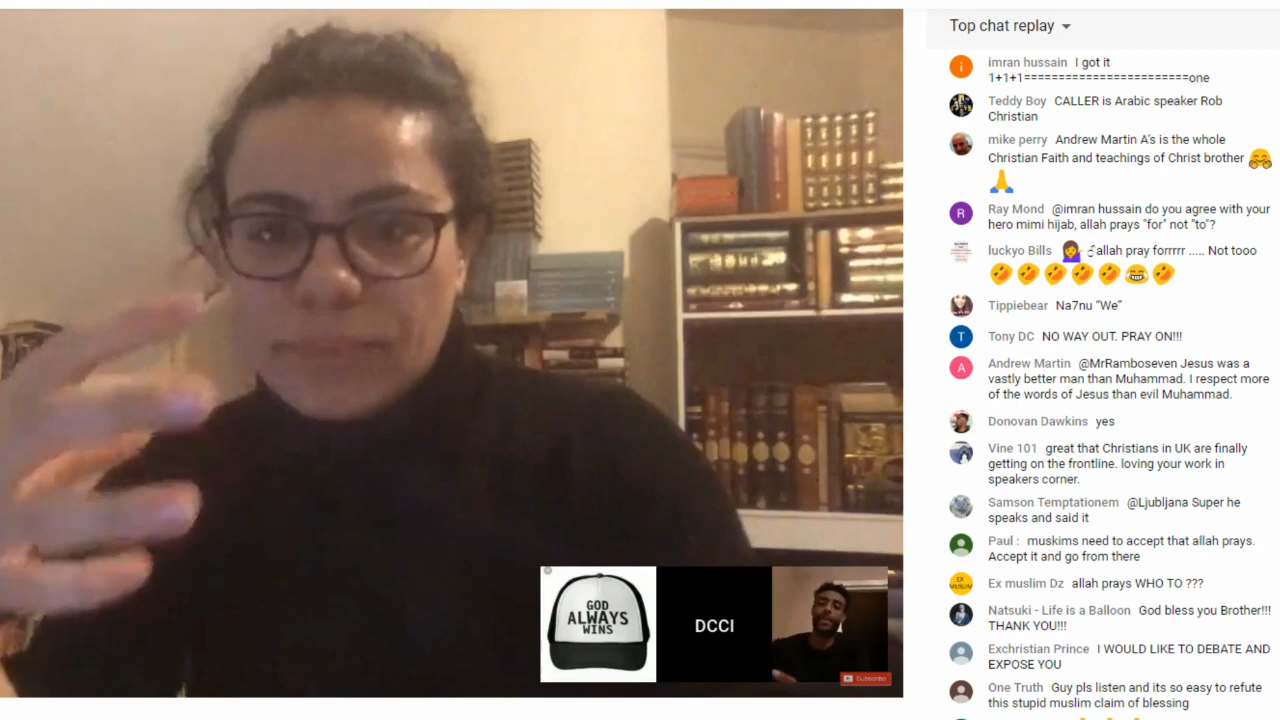 Top chat replay
imran hussain I got it
1+1+1========================one
Teddy Boy CALLER is Arabic speaker Rob
Christian
mike perry Andrew Martin A's is the whole
Christian Faith and teachings of Christ brother 🤗
🙏
Ray Mond @imran hussain do you agree with your
hero mimi hijab, allah prays "for" not "to"?
luckyo Bills allah pray forrrrr ..... Not tooo
🤣🤣🤣🤣🤣😂🤣
Tippiebear Na7nu “We”
Tony DC NO WAY OUT. PRAY ON!!!
Andrew Martin @MrRamboseven Jesus was a
vastly better man than Muhammad. I respect more
of the words of Jesus than evil Muhammad.
Donovan Dawkins yes
Vine 101 great that Christians in UK are finally
getting on the frontline. loving your work in
speakers corner.
Samson Temptationem @Ljubljana Super he
speaks and said it
Paul : muskims need to accept that allah prays.
Accept it and go from there
Ex muslim Dz allah prays WHO TO ???
Natsuki - Life is a Balloon God bless you Brother!!!
THANK YOU!!!
Exchristian Prince I WOULD LIKE TO DEBATE AND
EXPOSE YOU
One Truth Guy pls listen and its so easy to refute
this stupid muslim claim of blessing
GOD
ALWAYS
WINS
DCCI
Subscribe